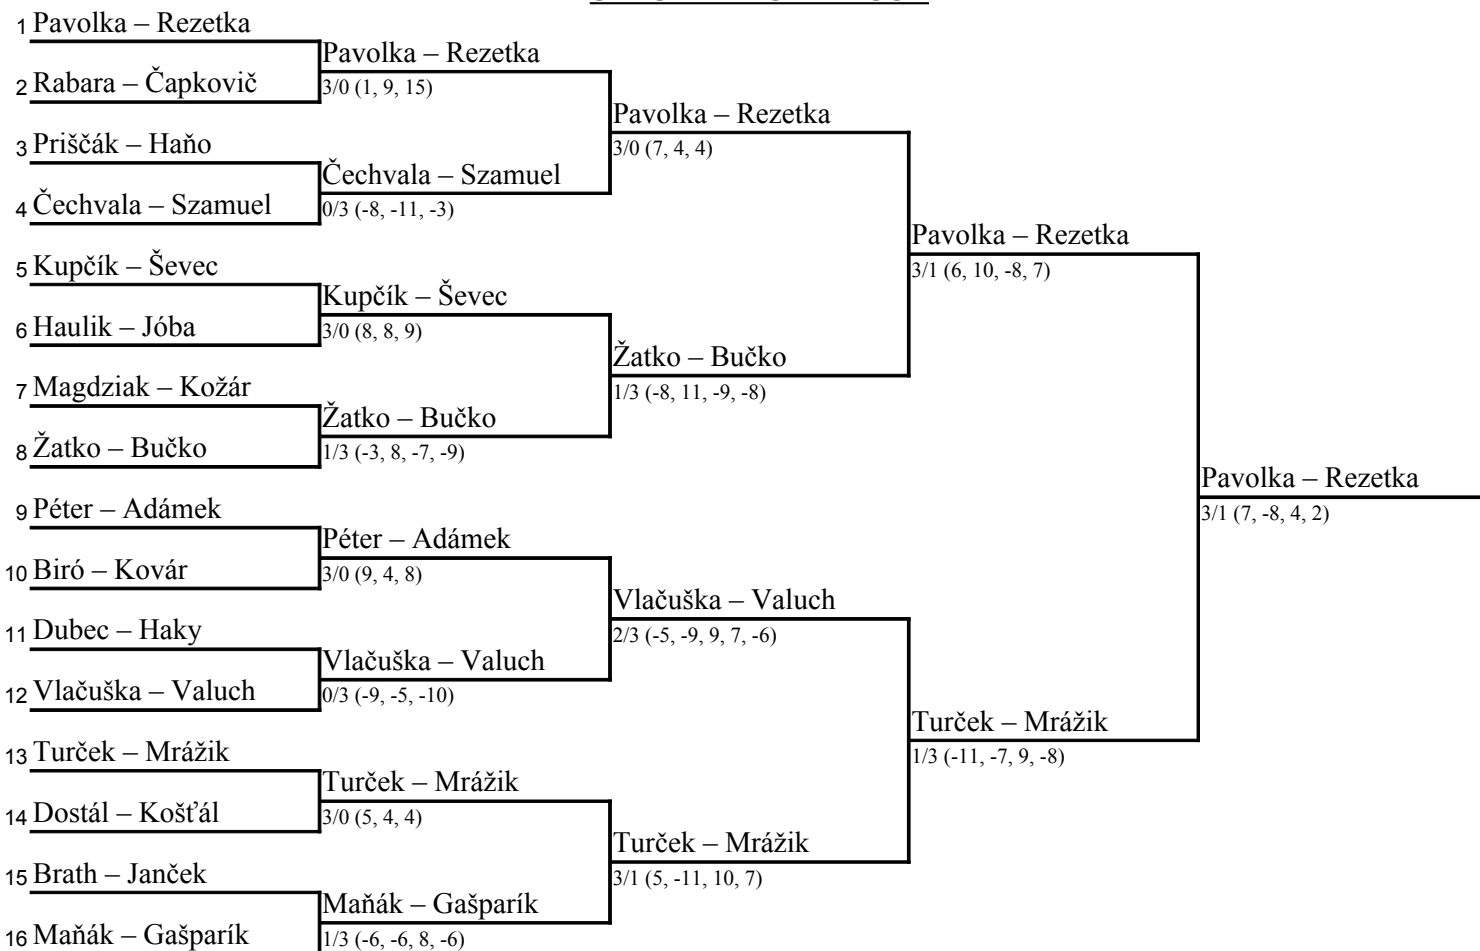 1 Pavolka – Rezetka
Pavolka – Rezetka
2 Rabara – Čapkovič
3/0 (1, 9, 15)
Pavolka – Rezetka
3 Priščák – Haňo
3/0 (7, 4, 4)
Čechvala – Szamuel
4 Čechvala – Szamuel
0/3 (-8, -11, -3)
Pavolka – Rezetka
5 Kupčík – Ševec
3/1 (6, 10, -8, 7)
Kupčík – Ševec
6 Haulik – Jóba
3/0 (8, 8, 9)
Žatko – Bučko
7 Magdziak – Kožár
1/3 (-8, 11, -9, -8)
Žatko – Bučko
8 Žatko – Bučko
1/3 (-3, 8, -7, -9)
Pavolka – Rezetka
9 Péter – Adámek
3/1 (7, -8, 4, 2)
Péter – Adámek
10 Biró – Kovár
3/0 (9, 4, 8)
Vlačuška – Valuch
11 Dubec – Haky
2/3 (-5, -9, 9, 7, -6)
Vlačuška – Valuch
12 Vlačuška – Valuch
0/3 (-9, -5, -10)
Turček – Mrážik
13 Turček – Mrážik
1/3 (-11, -7, 9, -8)
Turček – Mrážik
14 Dostál – Košťál
3/0 (5, 4, 4)
Turček – Mrážik
15 Brath – Janček
3/1 (5, -11, 10, 7)
Maňák – Gašparík
16 Maňák – Gašparík
1/3 (-6, -6, 8, -6)